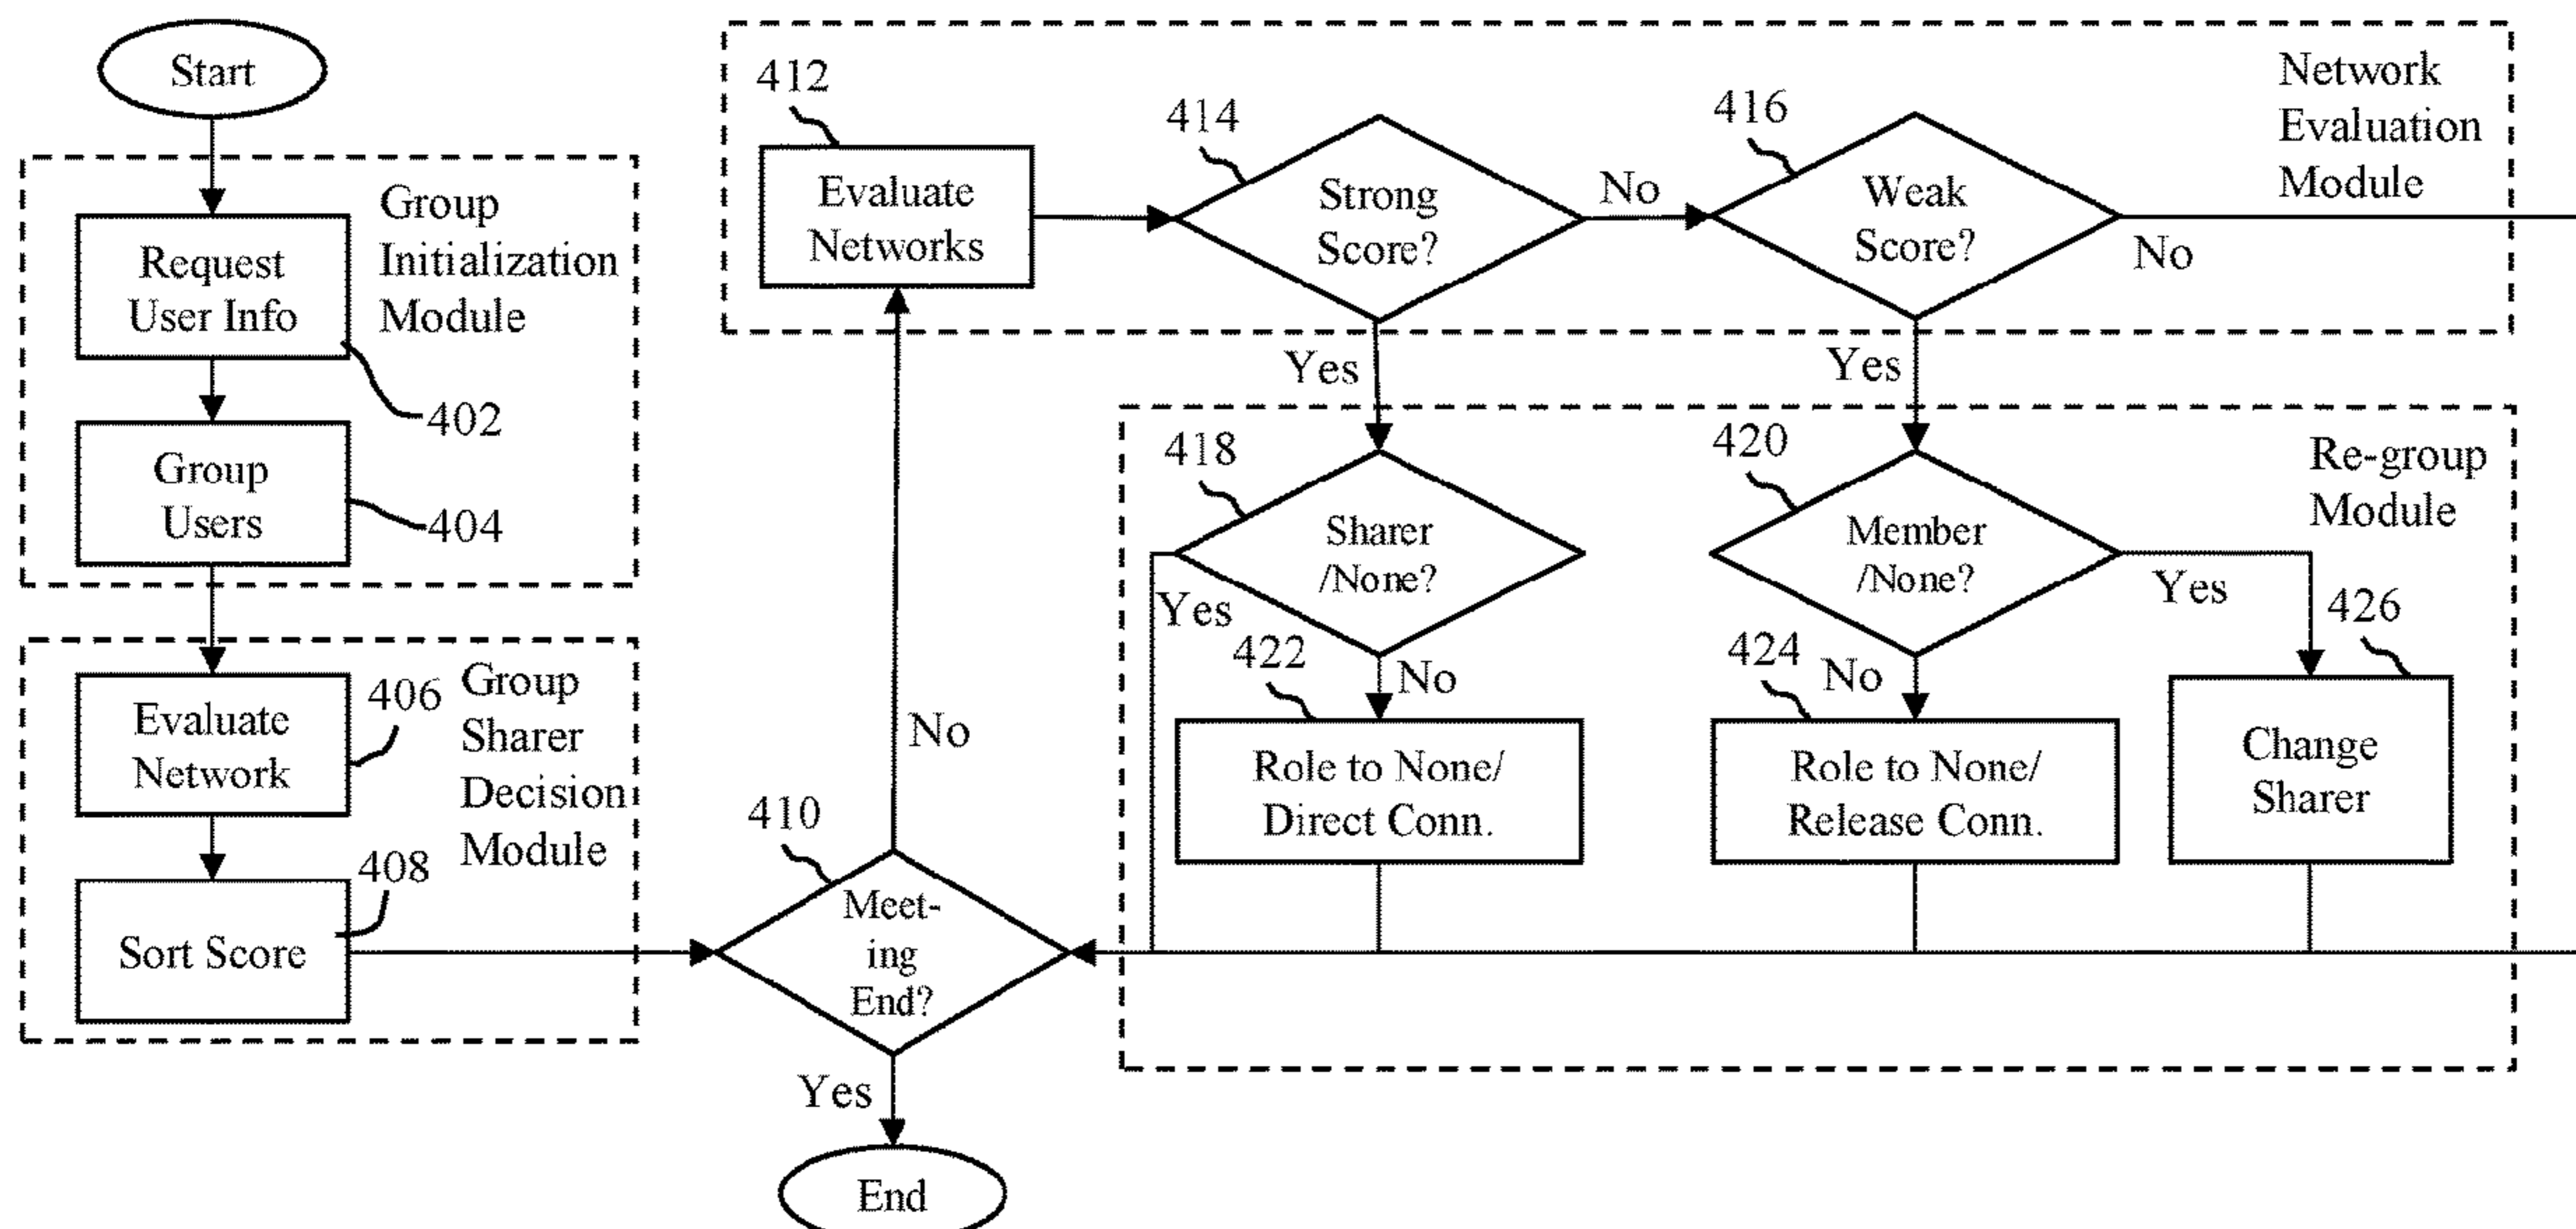 Start
Group
Initialization
Module
Request
User Info
402
Group
Users
404
Group
Sharer
Decision
Module
Evaluate
Network
406
Sort Score
408
410
Meet-
ing
End?
No
Yes
End
Network
Evaluation
Module
412
Evaluate
Networks
414
Strong
Score?
No
Yes
416
Weak
Score?
No
Yes
Re-group
Module
418
Sharer
/None?
Yes
No
420
Member
/None?
Yes
No
422
Role to None/
Direct Conn.
424
Role to None/
Release Conn.
426
Change
Sharer